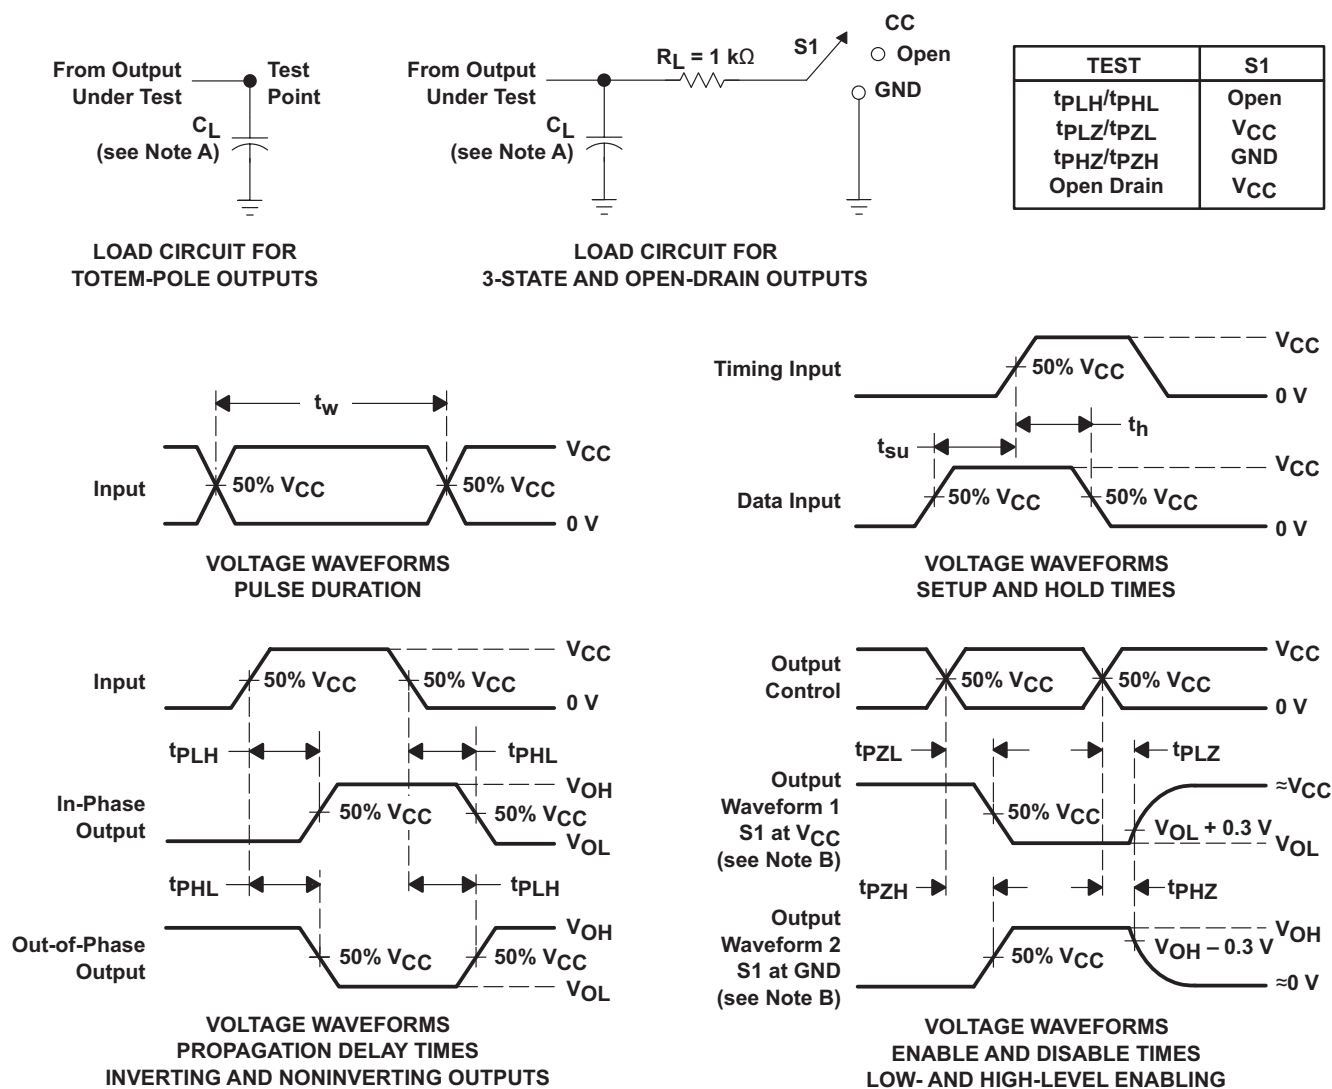 From Output
Under Test
Test
Point
CL
(see Note A)
LOAD CIRCUIT FOR
TOTEM-POLE OUTPUTS
From Output
Under Test
RL = 1 kΩ
S1
CC
Open
GND
CL
(see Note A)
LOAD CIRCUIT FOR
3-STATE AND OPEN-DRAIN OUTPUTS
TEST S1
tPLH/tPHL Open
tPLZ/tPZL VCC
tPHZ/tPZH GND
Open Drain VCC
tw
Input
50% VCC
50% VCC
VCC
0 V
VOLTAGE WAVEFORMS
PULSE DURATION
Timing Input
50% VCC
VCC
0 V
tsu
th
Data Input
50% VCC
50% VCC
VCC
0 V
VOLTAGE WAVEFORMS
SETUP AND HOLD TIMES
Input
50% VCC
50% VCC
VCC
0 V
tPLH
tPHL
In-Phase
Output
50% VCC
50% VCC
VOH
VOL
tPHL
tPLH
Out-of-Phase
Output
50% VCC
50% VCC
VOH
VOL
VOLTAGE WAVEFORMS
PROPAGATION DELAY TIMES
INVERTING AND NONINVERTING OUTPUTS
Output
Control
50% VCC
50% VCC
VCC
0 V
tPZL
tPLZ
Output
Waveform 1
S1 at VCC
(see Note B)
50% VCC
≈VCC
VOL + 0.3 V
VOL
tPZH
tPHZ
Output
Waveform 2
S1 at GND
(see Note B)
50% VCC
VOH
VOH – 0.3 V
≈0 V
VOLTAGE WAVEFORMS
ENABLE AND DISABLE TIMES
LOW- AND HIGH-LEVEL ENABLING